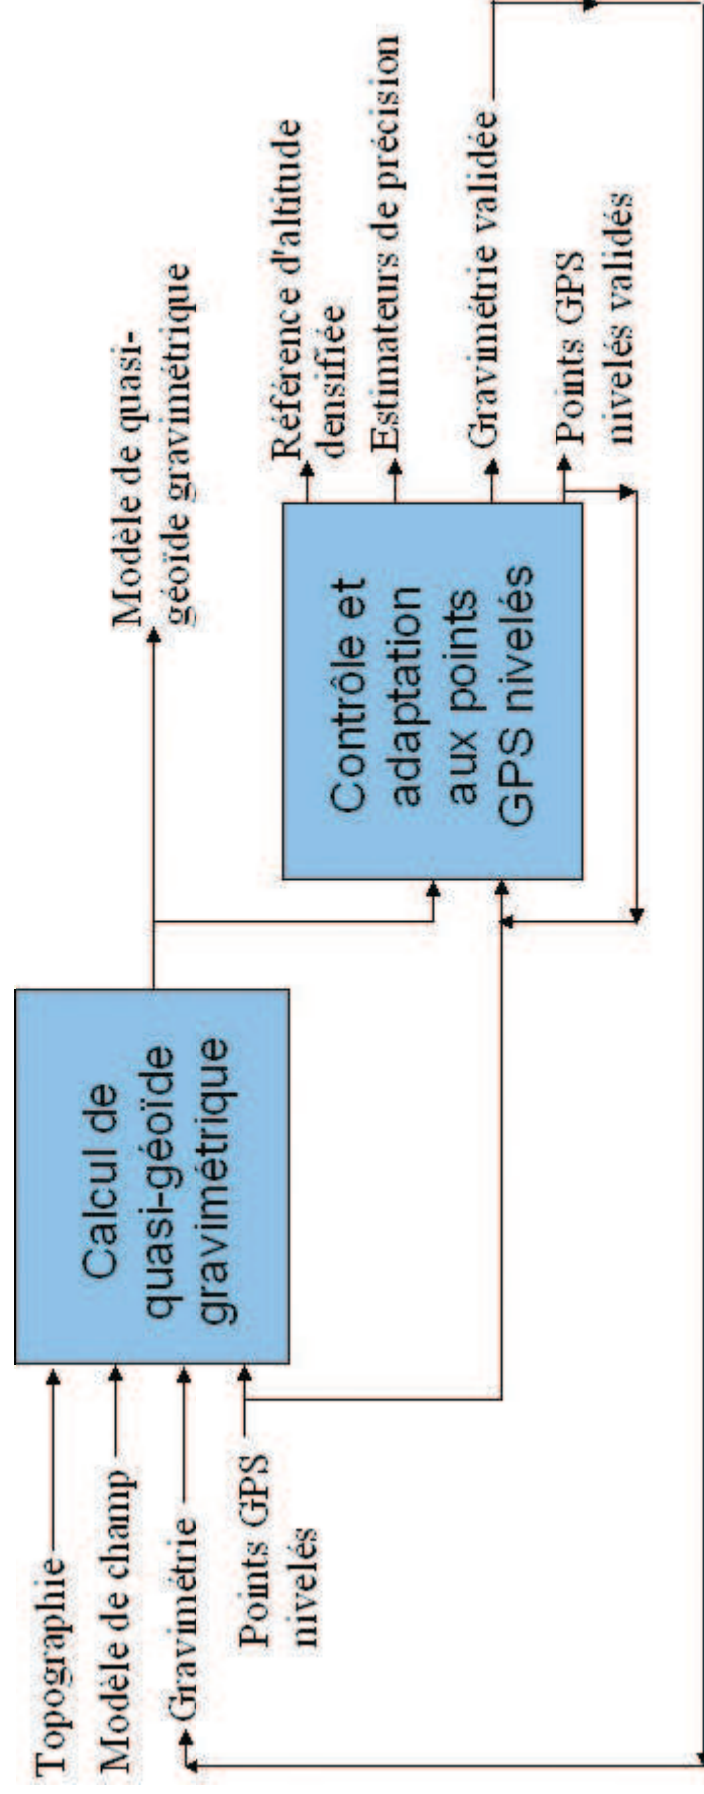 Topographie
Modèle de champ
Gravimétrie
Points GPS
nivelés
Calcul de
quasi-géoïde
gravimétrique
Modèle de quasi-
géoïde gravimétrique
Contrôle et
adaptation
aux points
GPS nivelés
Référence d'altitude
densifiée
Estimateurs de précision
Gravimétrie validée
Points GPS
nivelés validés